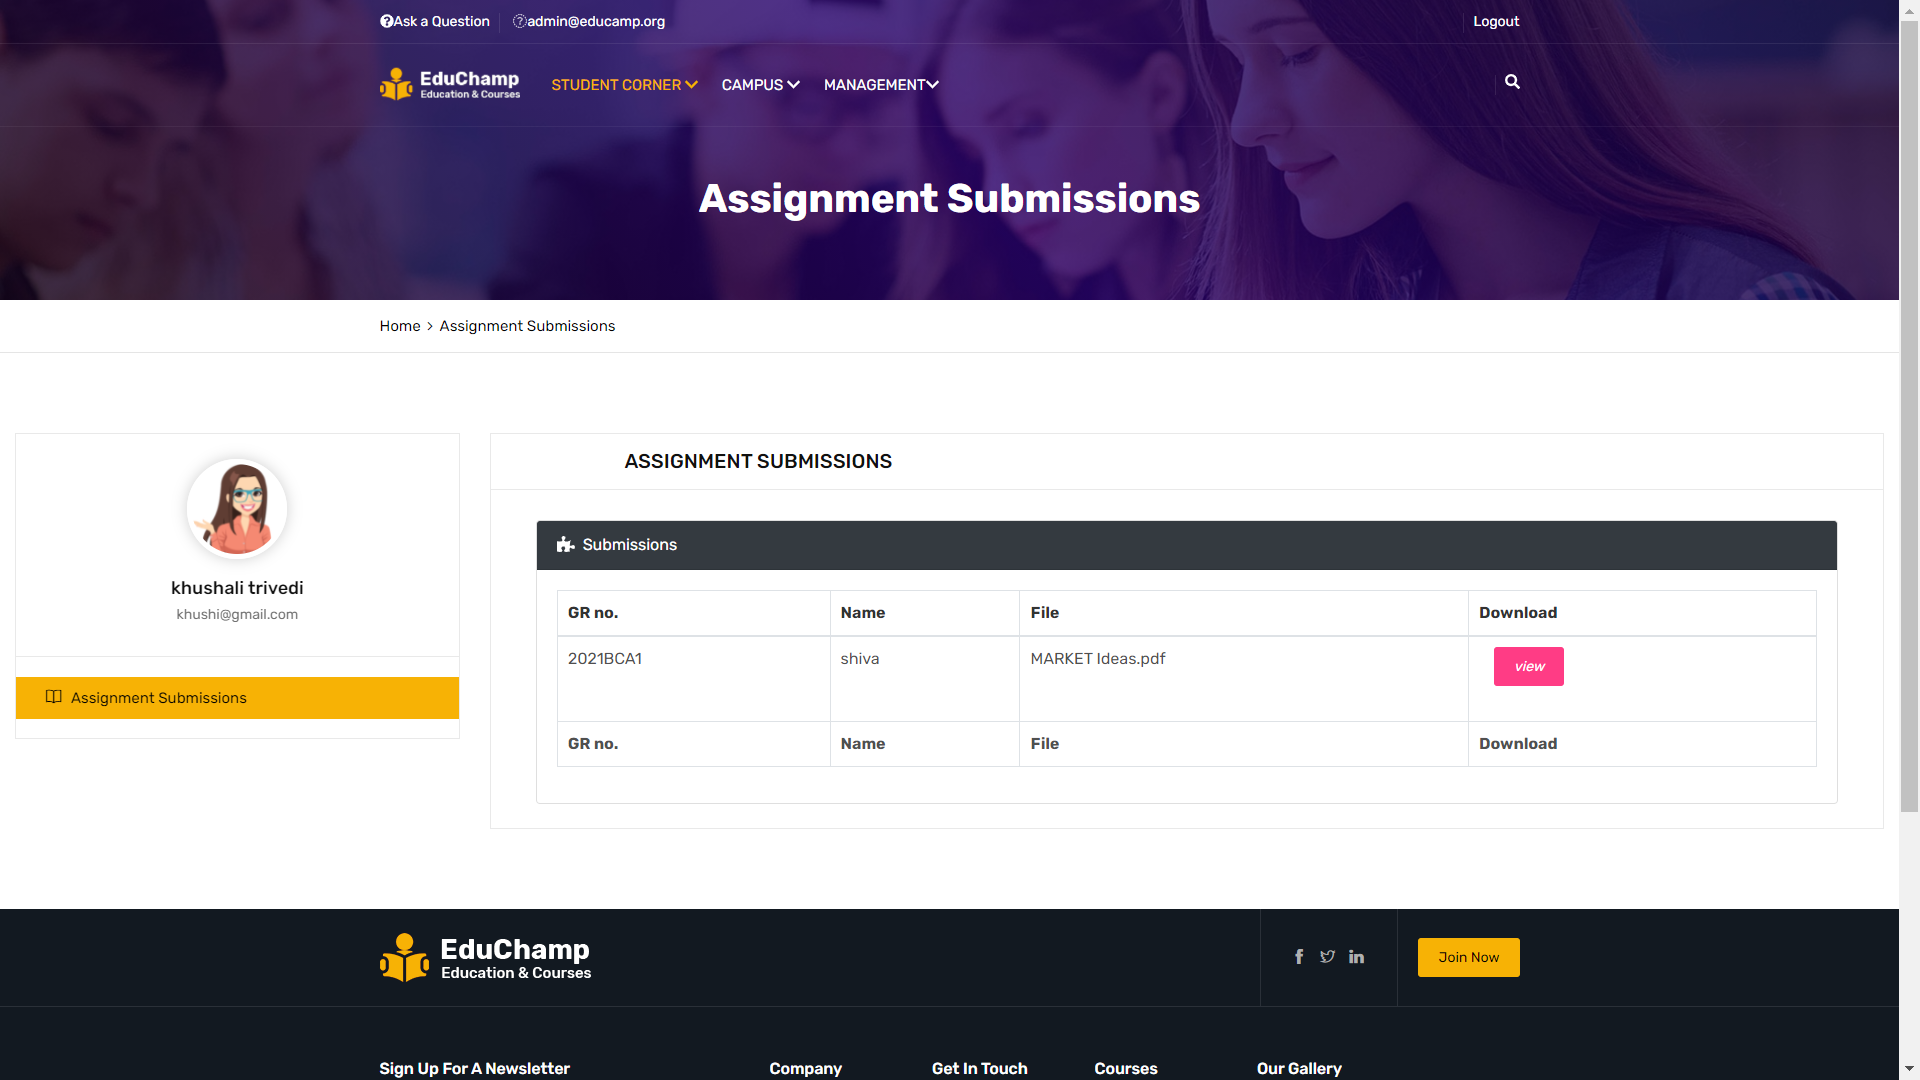 Ask a Question
admin@educamp.org
Logout
EduChamp
Education & Courses
STUDENT CORNER
CAMPUS
MANAGEMENT
Assignment Submissions
Home > Assignment Submissions
khushali trivedi
khushi@gmail.com
Assignment Submissions
ASSIGNMENT SUBMISSIONS
Submissions
GR no. Name File Download
2021BCA1 shiva MARKET Ideas.pdf view
GR no. Name File Download
EduChamp
Education & Courses
Join Now
Sign Up For A Newsletter
Company
Get In Touch
Courses
Our Gallery